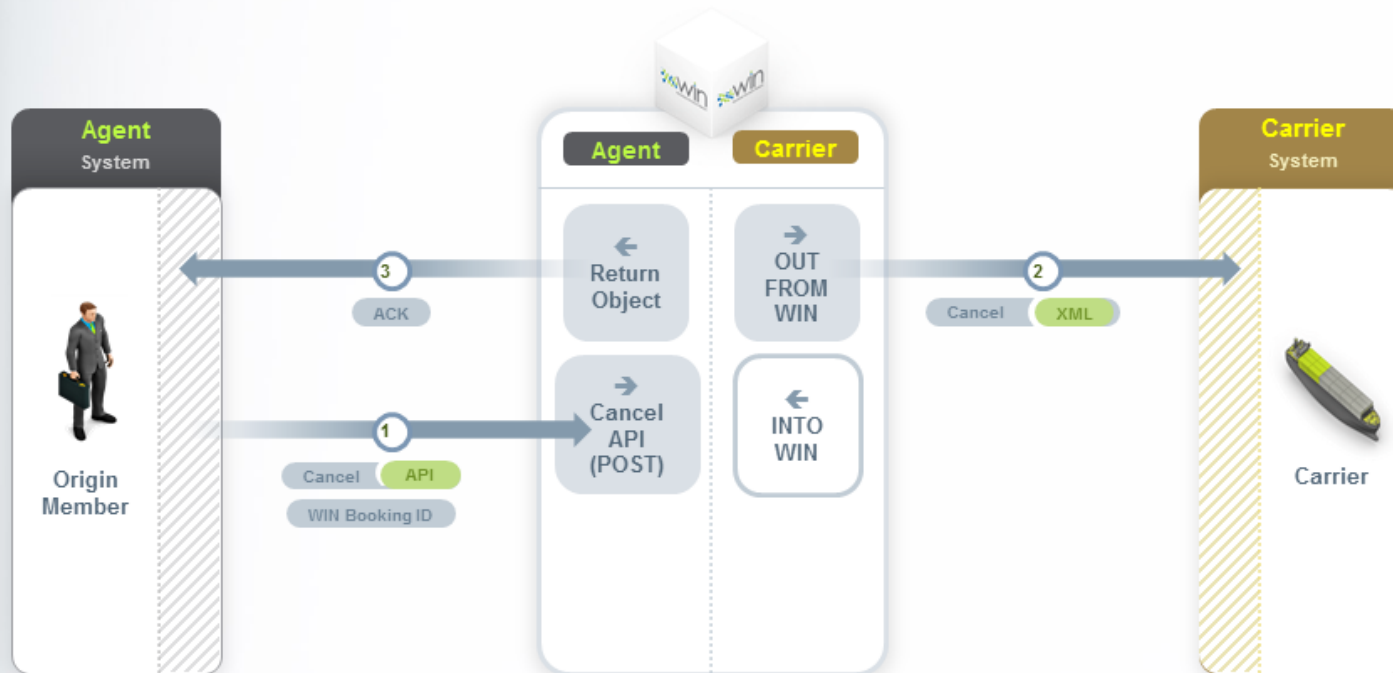 win win
Agent
System
Agent
Carrier
Carrier
System
3
ACK
←
Return
Object
→
OUT
FROM
WIN
2
Cancel XML
Origin
Member
1
Cancel API
WIN Booking ID
→
Cancel
API
(POST)
←
INTO
WIN
Carrier